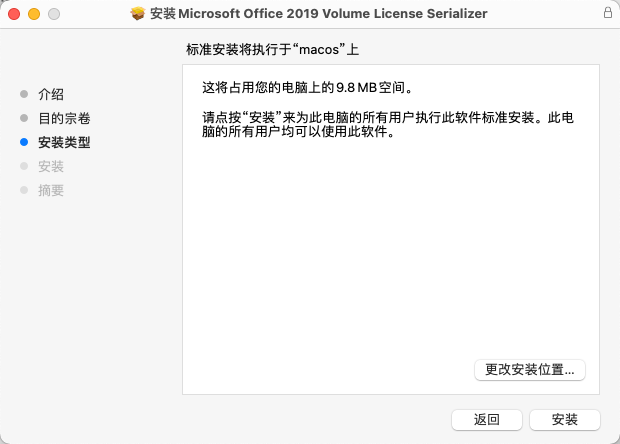 安装 Microsoft Office 2019 Volume License Serializer
标准安装将执行于“macos”上
介绍
目的宗卷
安装类型
安装
摘要
这将占用您的电脑上的 9.8 MB 空间。
请点按“安装”来为此电脑的所有用户执行此软件标准安装。此电
脑的所有用户均可以使用此软件。
更改安装位置...
返回
安装